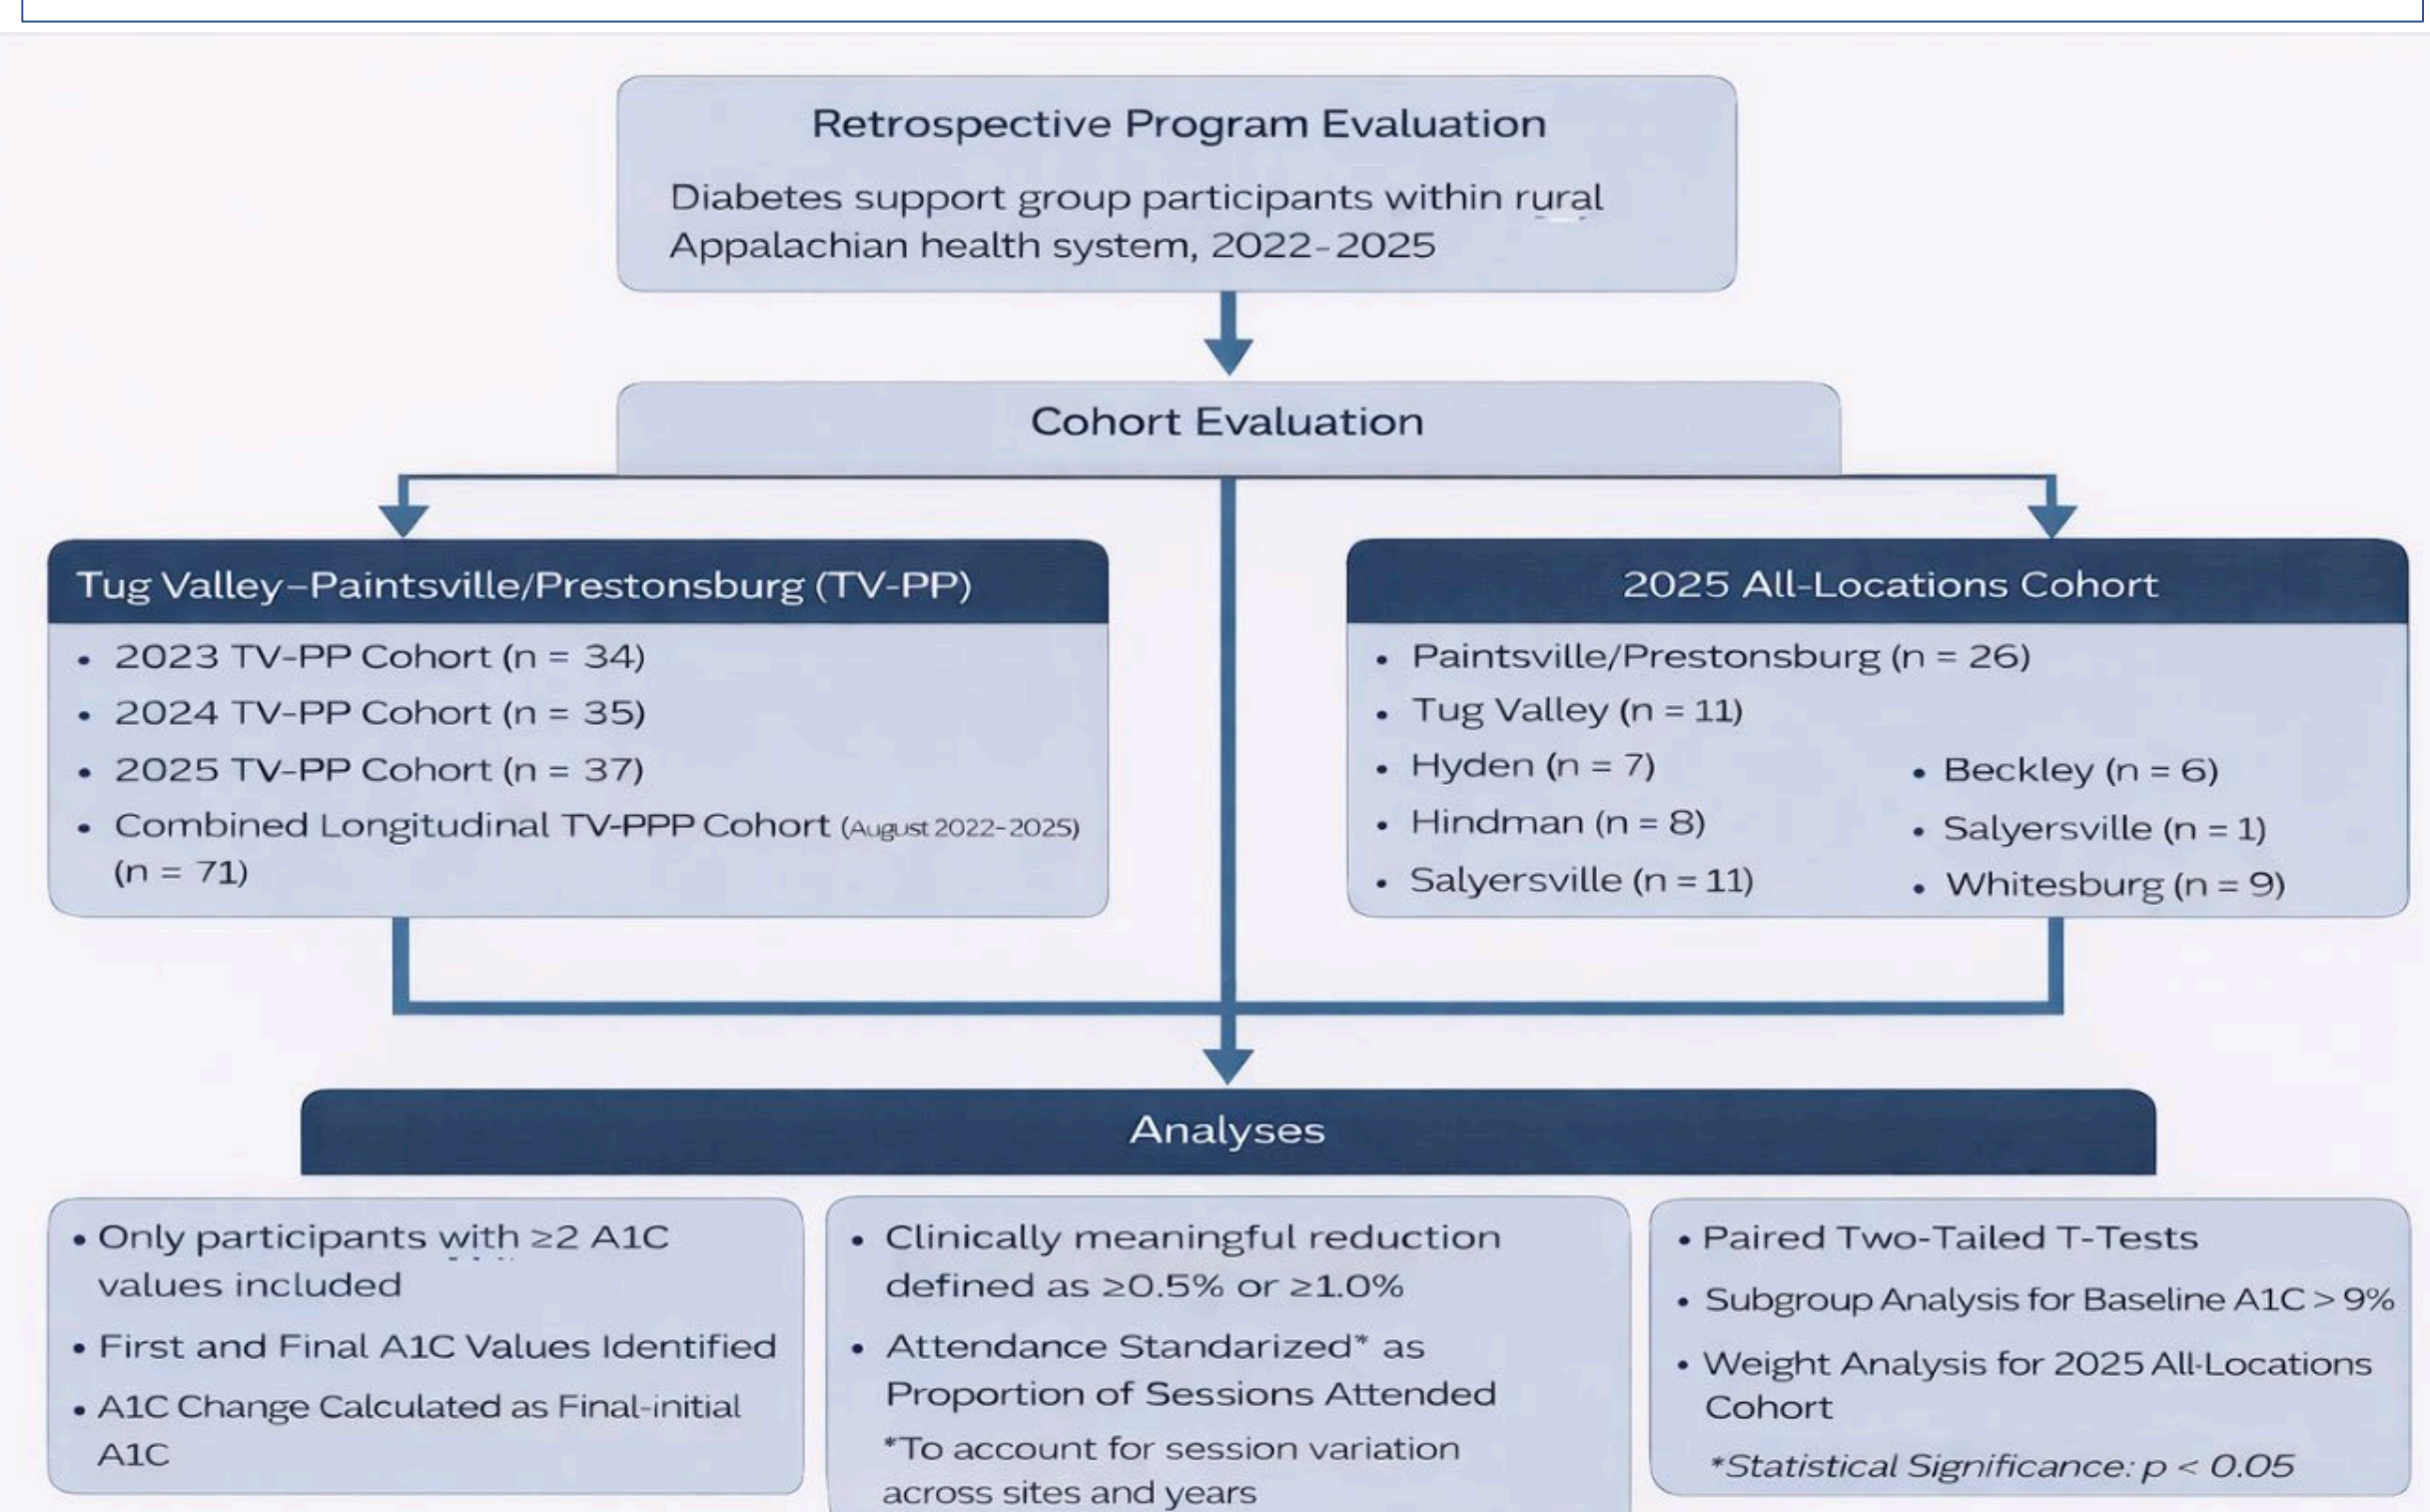 Retrospective Program Evaluation
Diabetes support group participants within rural
Appalachian health system, 2022-2025
Cohort Evaluation
Tug Valley–Paintsville/Prestonsburg (TV-PP)
• 2023 TV-PP Cohort (n = 34)
• 2024 TV-PP Cohort (n = 35)
• 2025 TV-PP Cohort (n = 37)
• Combined Longitudinal TV-PPP Cohort (August 2022-2025)
(n = 71)
2025 All-Locations Cohort
• Paintsville/Prestonsburg (n = 26)
• Tug Valley (n = 11)
• Hyden (n = 7)
• Hindman (n = 8)
• Salyersville (n = 11)
• Beckley (n = 6)
• Salyersville (n = 1)
• Whitesburg (n = 9)
Analyses
• Only participants with ≥2 A1C
values included
• First and Final A1C Values Identified
• A1C Change Calculated as Final-initial
A1C
• Clinically meaningful reduction
defined as ≥0.5% or ≥1.0%
• Attendance Standarized* as
Proportion of Sessions Attended
*To account for session variation
across sites and years
• Paired Two-Tailed T-Tests
• Subgroup Analysis for Baseline A1C > 9%
• Weight Analysis for 2025 All-Locations
Cohort
*Statistical Significance: p < 0.05